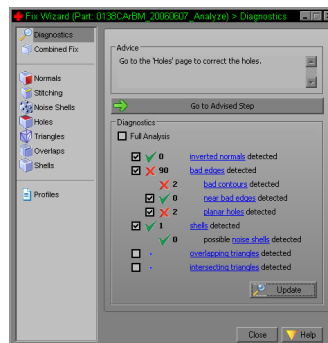 Fix Wizard (Part: 0138CArBM_20060607_Analyze) > Diagnostics
Diagnostics
Combined Fix
Normals
Stitching
Noise Shells
Holes
Triangles
Overlaps
Shells
Profiles
Advice
Go to the 'Holes' page to correct the holes.
Go to Advised Step
Diagnostics
Full Analysis
0 inverted normals detected
90 bad edges detected
2 bad contours detected
0 near bad edges detected
2 planar holes detected
1 shells detected
0 possible noise shells detected
- overlapping triangles detected
- intersecting triangles detected
Update
Close
Help